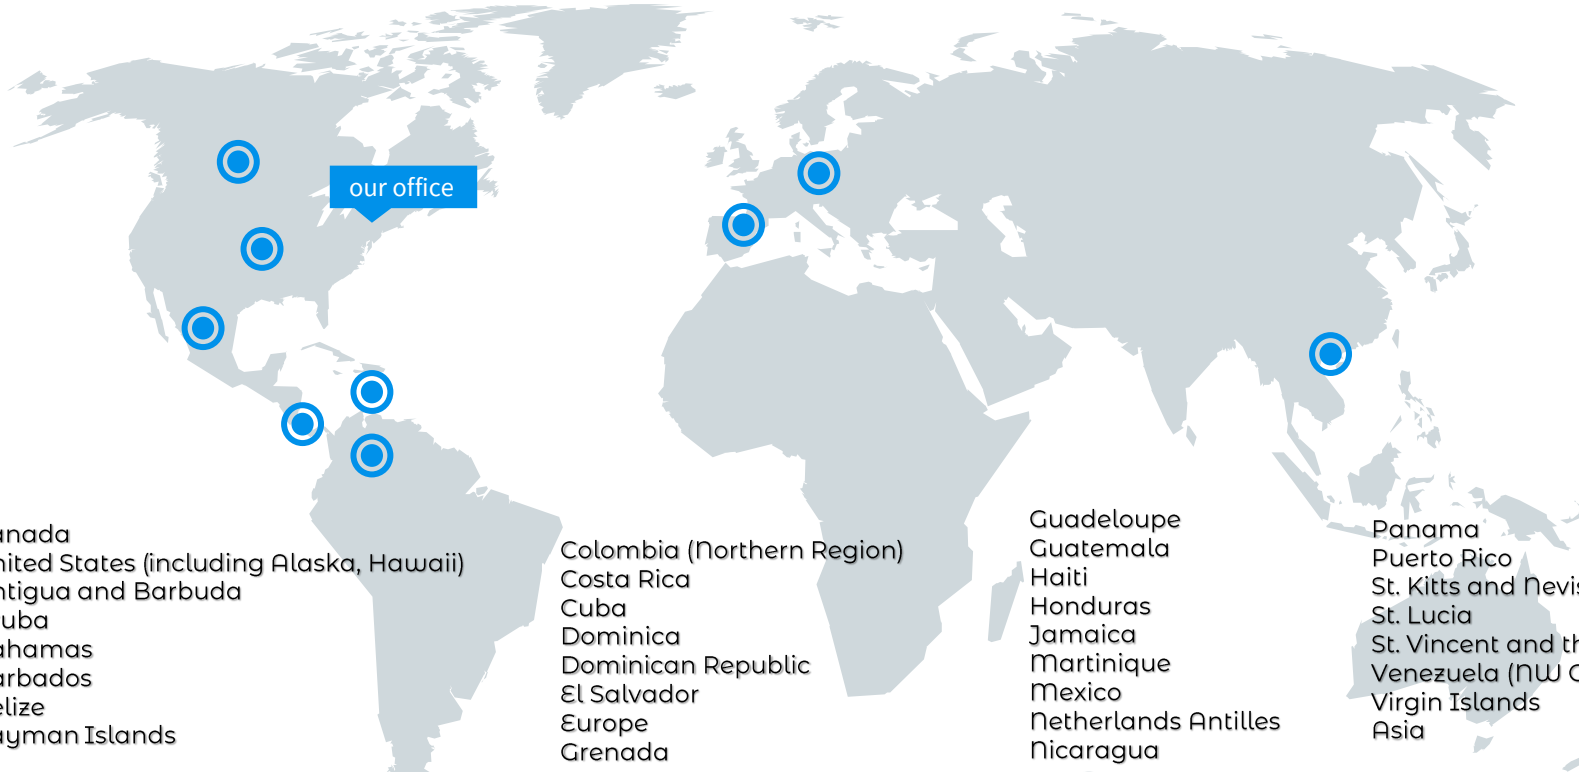 our office
anada
nited States (including Alaska, Hawaii)
ntigua and Barbuda
uba
ahamas
arbados
elize
ayman Islands
Colombia (Northern Region)
Costa Rica
Cuba
Dominica
Dominican Republic
El Salvador
Europe
Grenada
Guadeloupe
Guatemala
Haiti
Honduras
Jamaica
Martinique
Mexico
Netherlands Antilles
Nicaragua
Panama
Puerto Rico
St. Kitts and Nevis
St. Lucia
St. Vincent and th
Venezuela (NW C
Virgin Islands
Asia